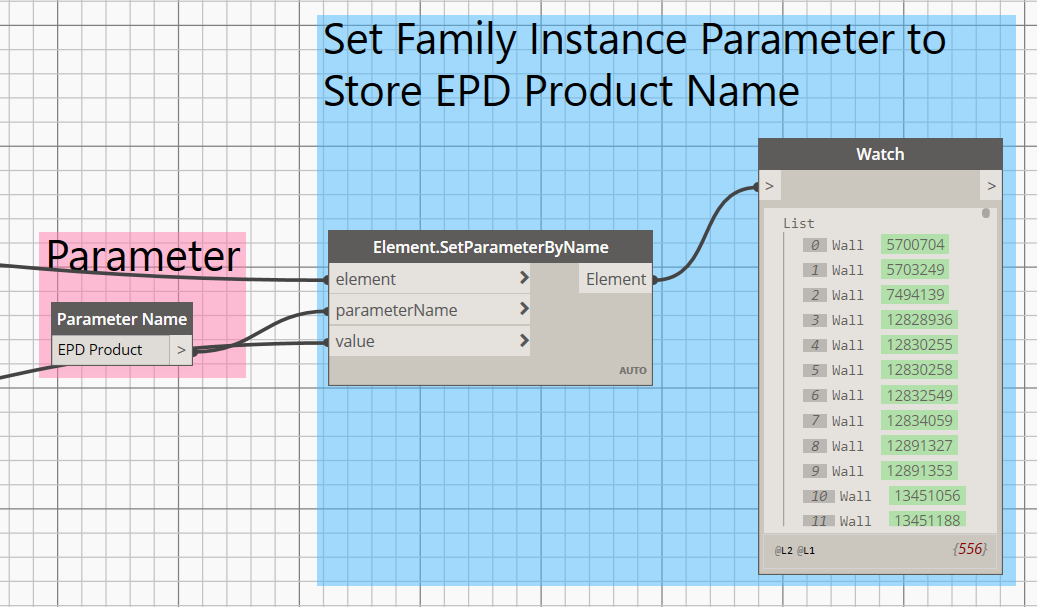 Set Family Instance Parameter to
Store EPD Product Name
Parameter
Parameter Name
EPD Product >
Element.SetParameterByName
element > Element
parameterName >
value >
AUTO
Watch
> >
List
0 Wall 5700704
1 Wall 5703249
2 Wall 7494139
3 Wall 12828936
4 Wall 12830255
5 Wall 12830258
6 Wall 12832549
7 Wall 12834059
8 Wall 12891327
9 Wall 12891353
10 Wall 13451056
11 Wall 13451188
@L2 @L1 {556}